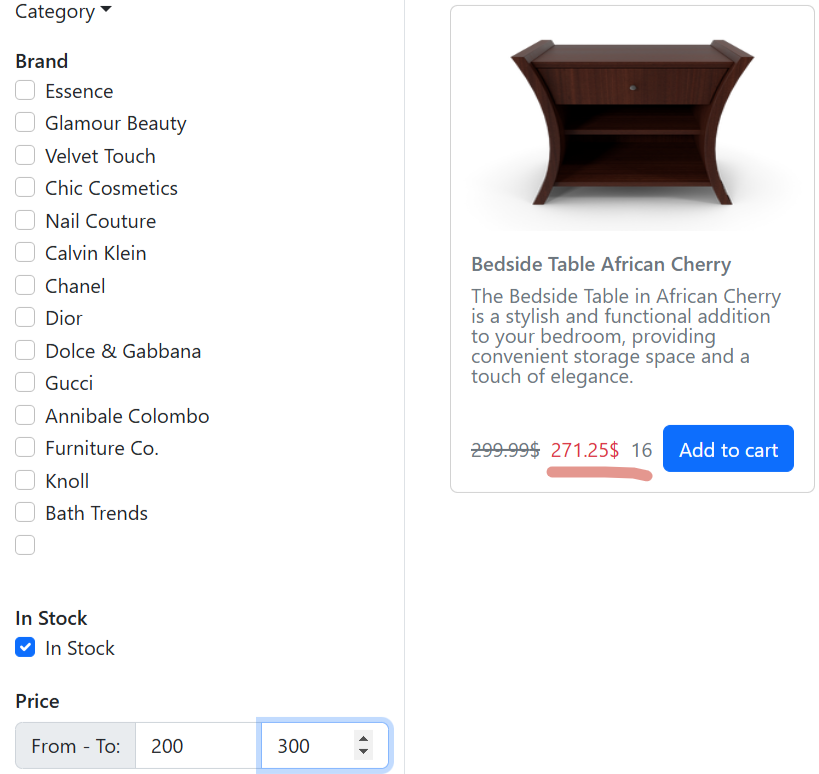 Category
Brand
Essence
Glamour Beauty
Velvet Touch
Chic Cosmetics
Nail Couture
Calvin Klein
Chanel
Dior
Dolce & Gabbana
Gucci
Annibale Colombo
Furniture Co.
Knoll
Bath Trends
In Stock
In Stock
Price
From - To: 200 300
Bedside Table African Cherry
The Bedside Table in African Cherry
is a stylish and functional addition
to your bedroom, providing
convenient storage space and a
touch of elegance.
299.99$ 271.25$ 16 Add to cart